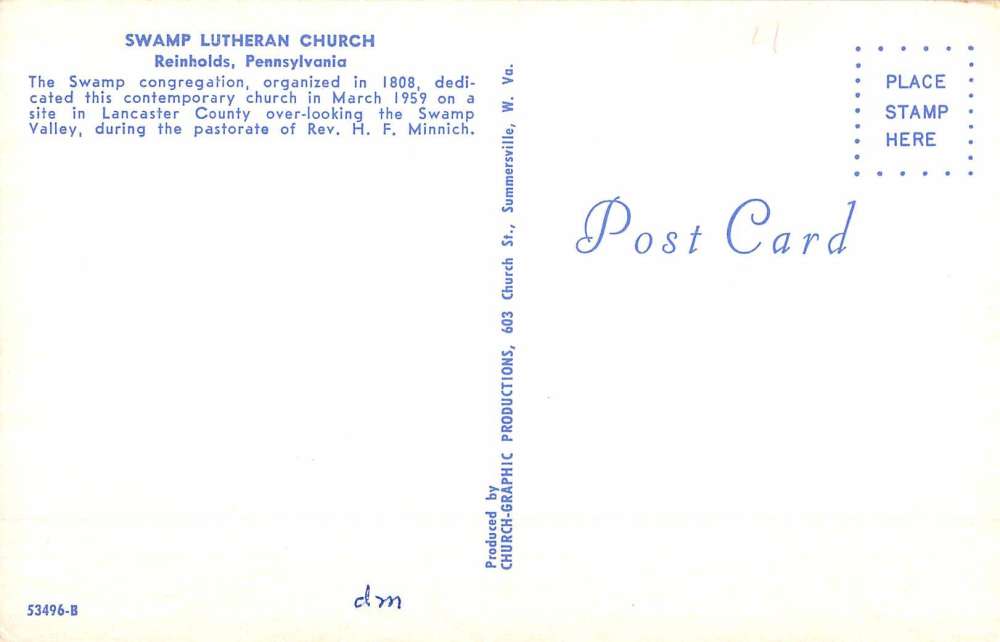 SWAMP LUTHERAN CHURCH
Reinholds, Pennsylvania
The Swamp congregation, organized in 1808, dedi-
cated this contemporary church in March 1959 on a
site in Lancaster County over-looking the Swamp
Valley, during the pastorate of Rev. H. F. Minnich.
53496-B
dm
Produced by
CHURCH-GRAPHIC PRODUCTIONS, 603 Church St., Summersville, W. Va.
PLACE
STAMP
HERE
Post Card